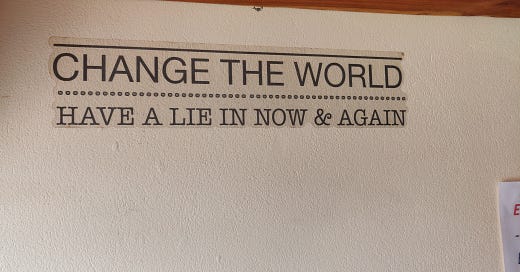 CHANGE THE WORLD
HAVE A LIE IN NOW & AGAIN